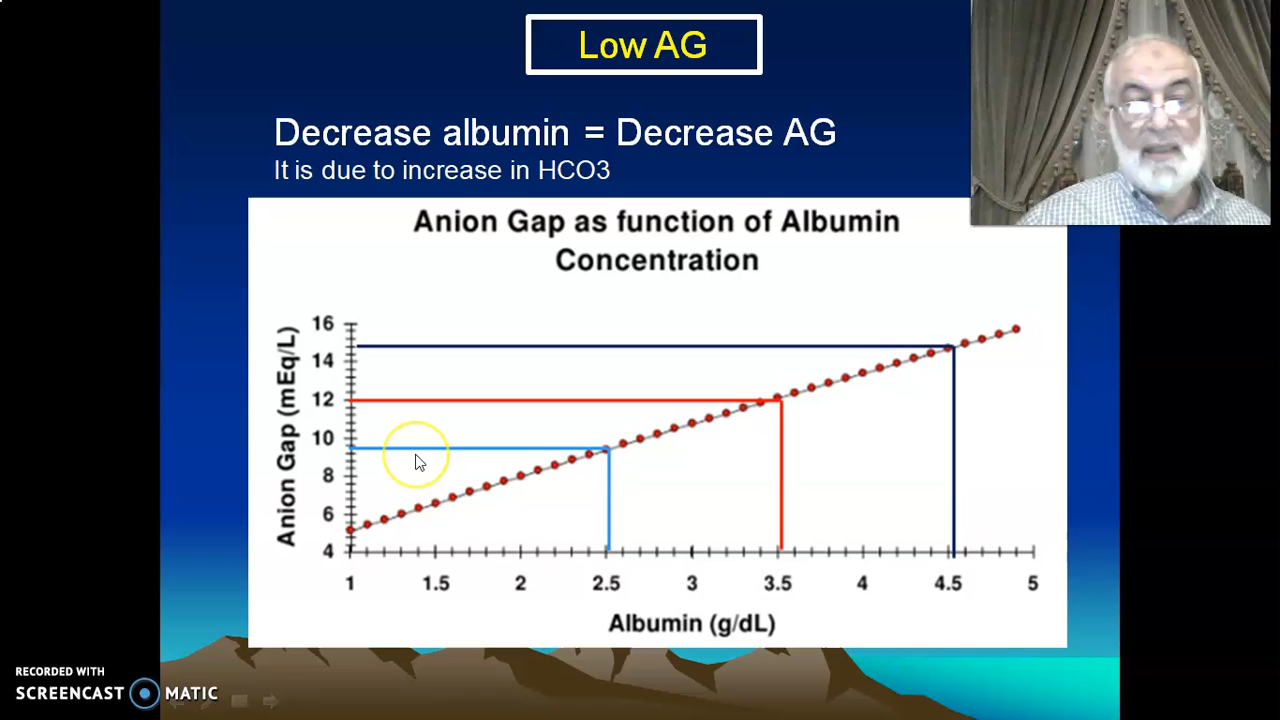 Low AG
Decrease albumin = Decrease AG
It is due to increase in HCO3
Anion Gap as function of Albumin
Concentration
Anion Gap (mEq/L)
16
14
12
10
8
6
4
1 1.5 2 2.5 3 3.5 4 4.5 5
Albumin (g/dL)
RECORDED WITH
SCREENCAST MATIC